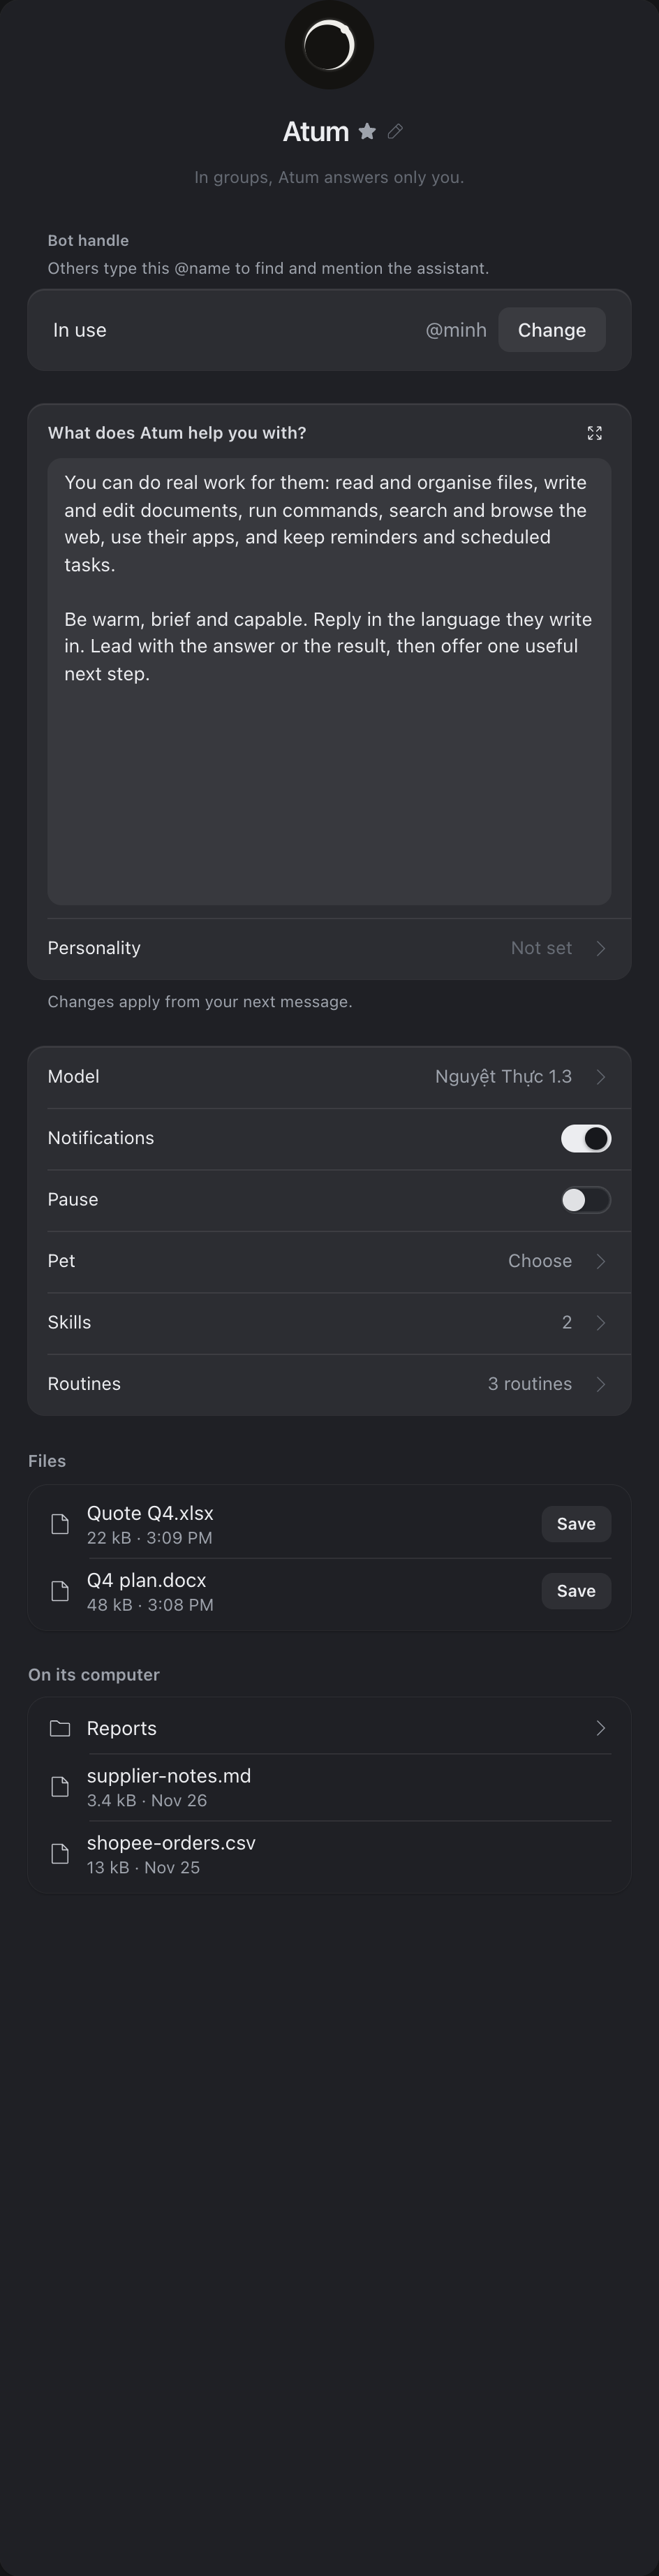 Atum
In groups, Atum answers only you.
Bot handle
Others type this @name to find and mention the assistant.
In use
@minh
Change
What does Atum help you with?
You can do real work for them: read and organise files, write
and edit documents, run commands, search and browse the
web, use their apps, and keep reminders and scheduled
tasks.
Be warm, brief and capable. Reply in the language they write
in. Lead with the answer or the result, then offer one useful
next step.
Personality
Not set
Changes apply from your next message.
Model
Nguyệt Thực 1.3
Notifications
Pause
Pet
Choose
Skills
2
Routines
3 routines
Files
Quote Q4.xlsx
22 kB · 3:09 PM
Save
Q4 plan.docx
48 kB · 3:08 PM
Save
On its computer
Reports
supplier-notes.md
3.4 kB · Nov 26
shopee-orders.csv
13 kB · Nov 25